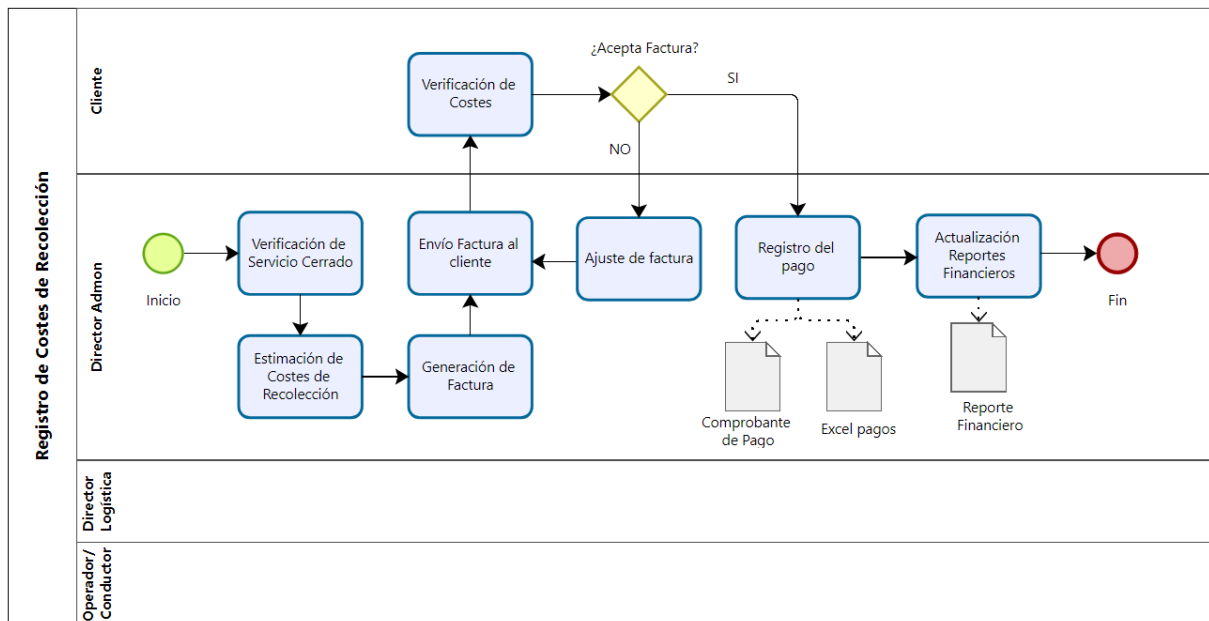 Registro de Costes de Recolección
Cliente
¿Acepta Factura?
Verificación de
Costes
SI
NO
Director Admon
Inicio
Verificación de
Servicio Cerrado
Envío Factura al
cliente
Ajuste de factura
Registro del
pago
Actualización
Reportes
Financieros
Fin
Estimación de
Costes de
Recolección
Generación de
Factura
Comprobante
de Pago
Excel pagos
Reporte
Financiero
Director
Logística
Operador/
Conductor